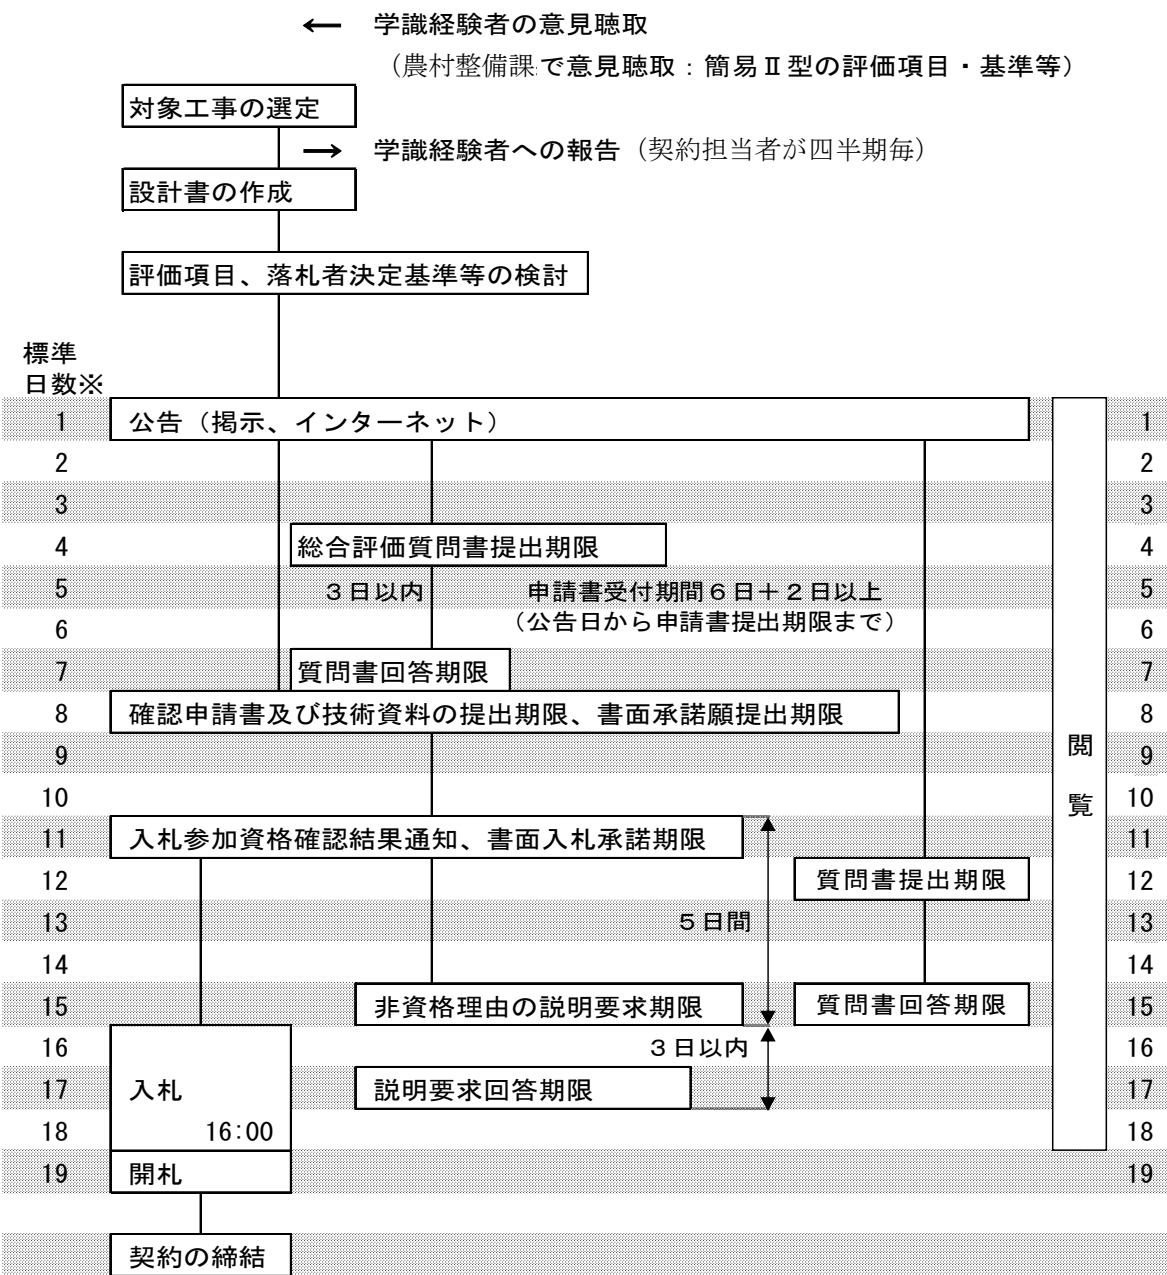 ← 学識経験者の意見聴取
（農村整備課で意見聴取：簡易Ⅱ型の評価項目・基準等）
対象工事の選定
→ 学識経験者への報告（契約担当者が四半期毎）
設計書の作成
評価項目、落札者決定基準等の検討
標準
日数※
1 公告（掲示、インターネット） 1
2 2
3 3
4 総合評価質問書提出期限 4
5 ３日以内 申請書受付期間６日＋２日以上 5
6 （公告日から申請書提出期限まで） 6
7 質問書回答期限 7
8 確認申請書及び技術資料の提出期限、書面承諾願提出期限 8
閲
9 9
10 10
覧
11 入札参加資格確認結果通知、書面入札承諾期限 11
12 質問書提出期限 12
13 ５日間 13
14 14
15 非資格理由の説明要求期限 質問書回答期限 15
16 ３日以内 16
17 入札 説明要求回答期限 17
18 16:00 18
19 開札 19
契約の締結